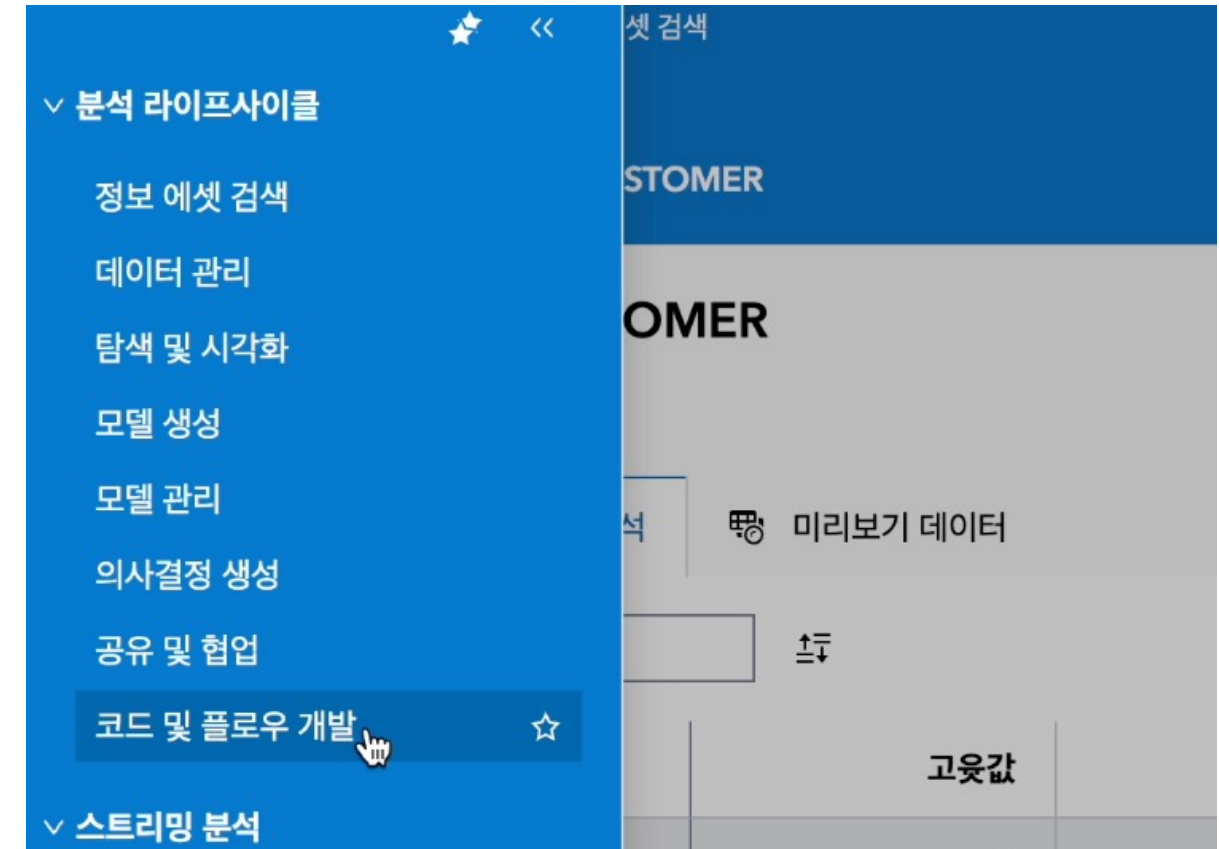 분석 라이프사이클
정보 에셋 검색
데이터 관리
탐색 및 시각화
모델 생성
모델 관리
의사결정 생성
공유 및 협업
코드 및 플로우 개발
스트리밍 분석
셋 검색
STOMER
OMER
석
미리보기 데이터
고윳값